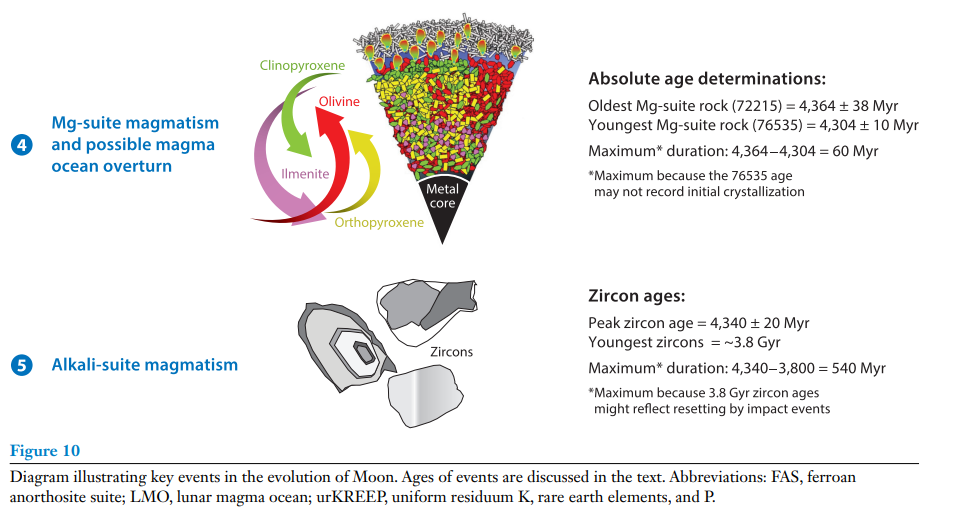 4
Mg-suite magmatism
and possible magma
ocean overturn
Clinopyroxene
Olivine
Ilmenite
Orthopyroxene
Metal
core
Absolute age determinations:
Oldest Mg-suite rock (72215) = 4,364 ± 38 Myr
Youngest Mg-suite rock (76535) = 4,304 ± 10 Myr
Maximum* duration: 4,364–4,304 = 60 Myr
*Maximum because the 76535 age
may not record initial crystallization
5
Alkali-suite magmatism
Zircons
Zircon ages:
Peak zircon age = 4,340 ± 20 Myr
Youngest zircons = ~3.8 Gyr
Maximum* duration: 4,340–3,800 = 540 Myr
*Maximum because 3.8 Gyr zircon ages
might reflect resetting by impact events
Figure 10
Diagram illustrating key events in the evolution of Moon. Ages of events are discussed in the text. Abbreviations: FAS, ferroan
anorthosite suite; LMO, lunar magma ocean; urKREEP, uniform residuum K, rare earth elements, and P.